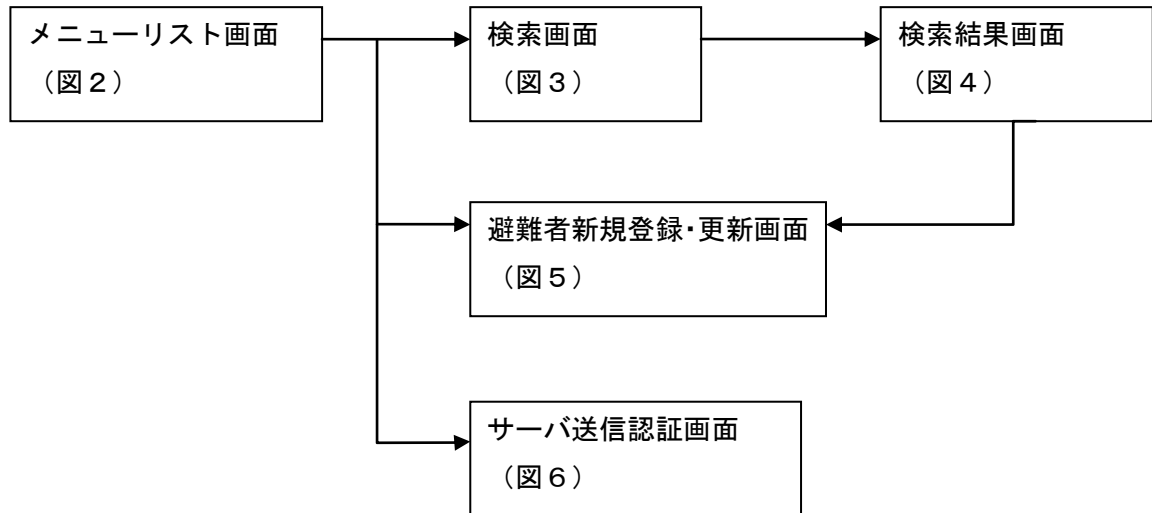 メニューリスト画面
（図２）
検索画面
（図３）
検索結果画面
（図４）
避難者新規登録・更新画面
（図５）
サーバ送信認証画面
（図６）